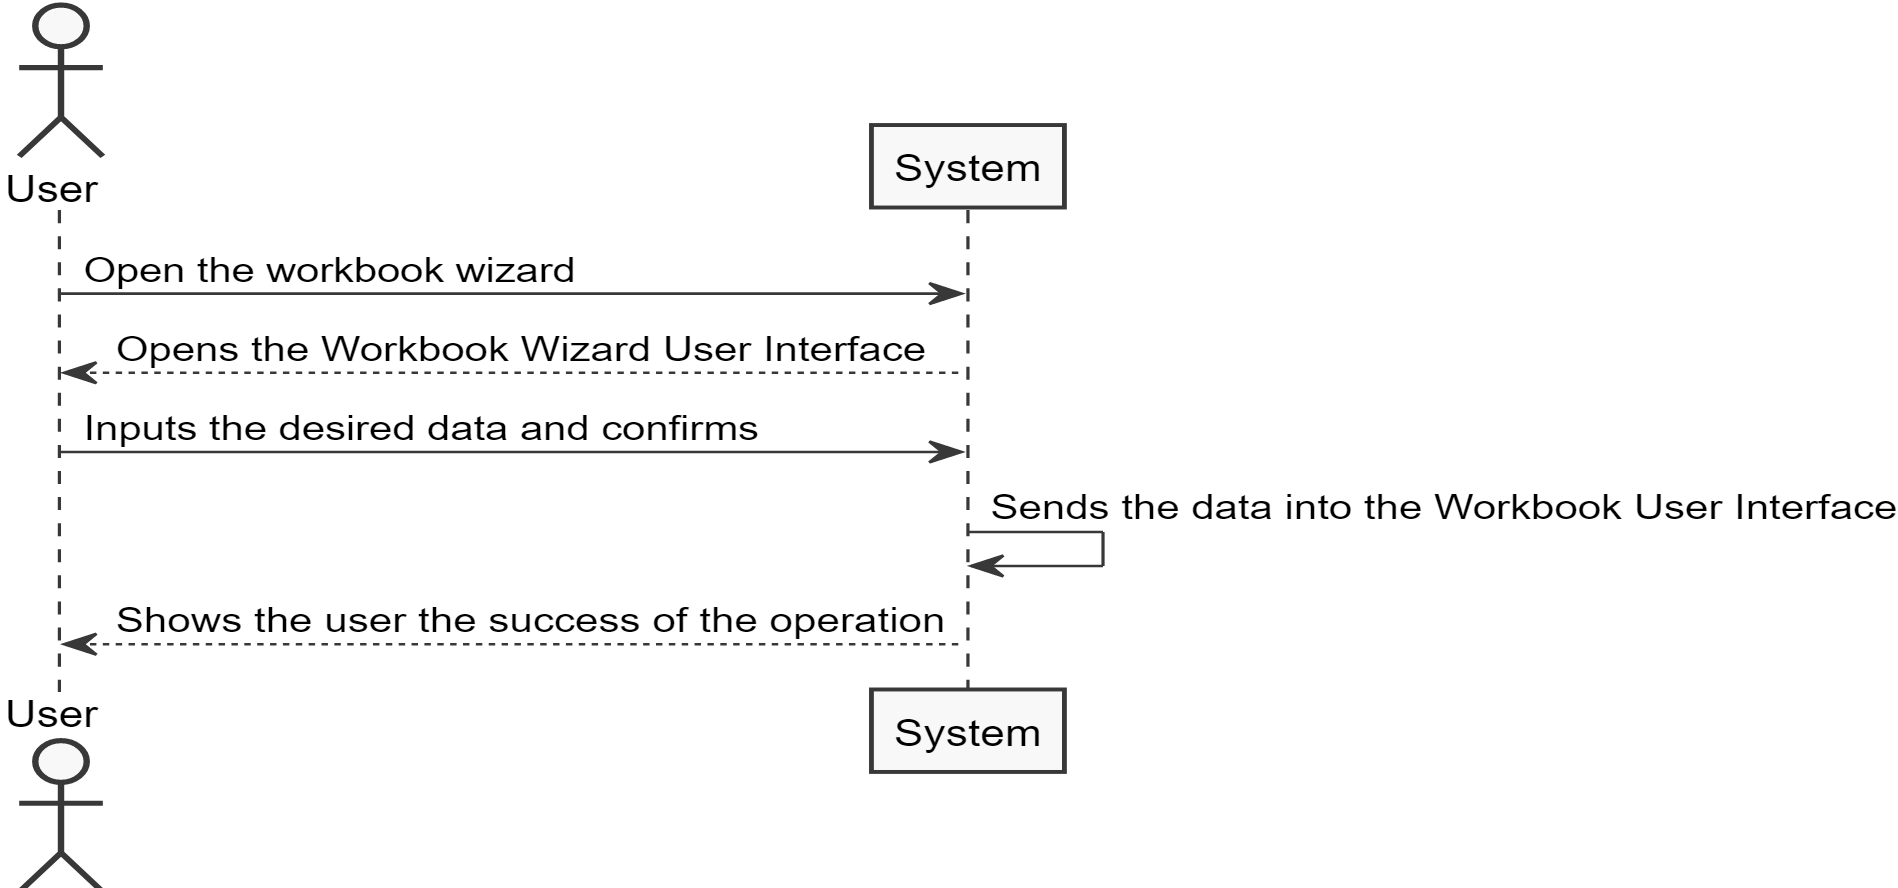 User
System
Open the workbook wizard
Opens the Workbook Wizard User Interface
Inputs the desired data and confirms
Sends the data into the Workbook User Interface
Shows the user the success of the operation
User
System